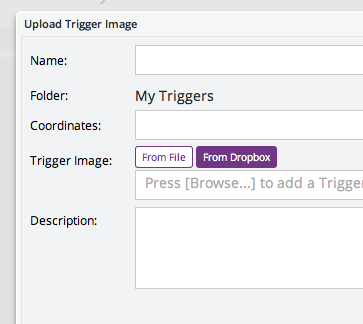 Upload Trigger Image
Name:
Folder: My Triggers
Coordinates:
Trigger Image: From File From Dropbox
Press [Browse...] to add a Trigger
Description: